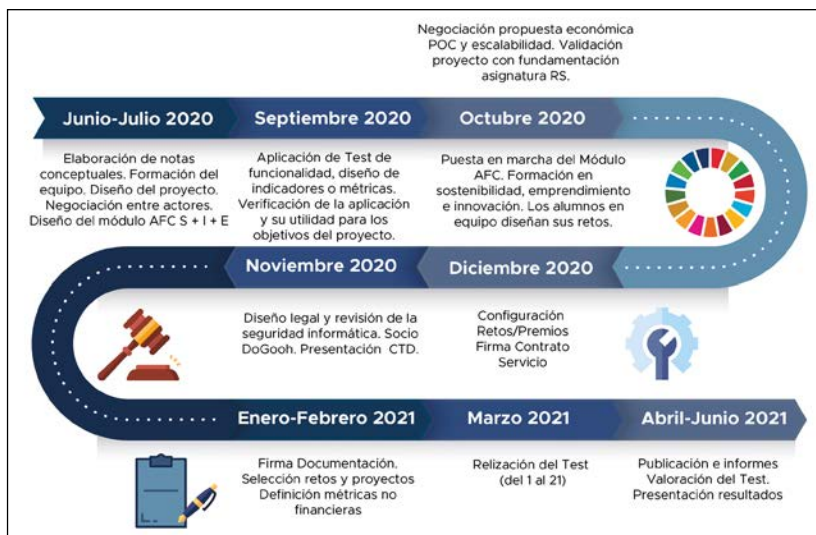 Negociación propuesta económica
POC y escalabilidad. Validación
proyecto con fundamentación
asignatura RS.
Junio-Julio 2020
Septiembre 2020
Octubre 2020
Elaboración de notas
conceptuales. Formación del
equipo. Diseño del proyecto.
Negociación entre actores.
Diseño del módulo AFC S + I + E
Aplicación de Test de
funcionalidad, diseño de
indicadores o métricas.
Verificación de la aplicación
y su utilidad para los
objetivos del proyecto.
Puesta en marcha del Módulo
AFC. Formación en
sostenibilidad, emprendimiento
e innovación. Los alumnos en
equipo diseñan sus retos.
Noviembre 2020
Diciembre 2020
Diseño legal y revisión de la
seguridad informática. Socio
DoGooh. Presentación CTD.
Configuración
Retos/Premios
Firma Contrato
Servicio
Enero-Febrero 2021
Marzo 2021
Abril-Junio 2021
Firma Documentación.
Selección retos y proyectos
Definición métricas no
financieras
Relización del Test
(del 1 al 21)
Publicación e informes
Valoración del Test.
Presentación resultados